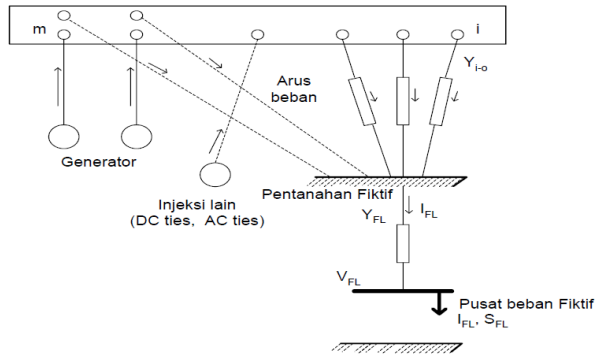 m
i
Y i-o
Arus
beban
Generator
Injeksi lain
(DC ties, AC ties)
Pentanahan Fiktif
Y FL
I FL
V FL
Pusat beban Fiktif
I FL, S FL